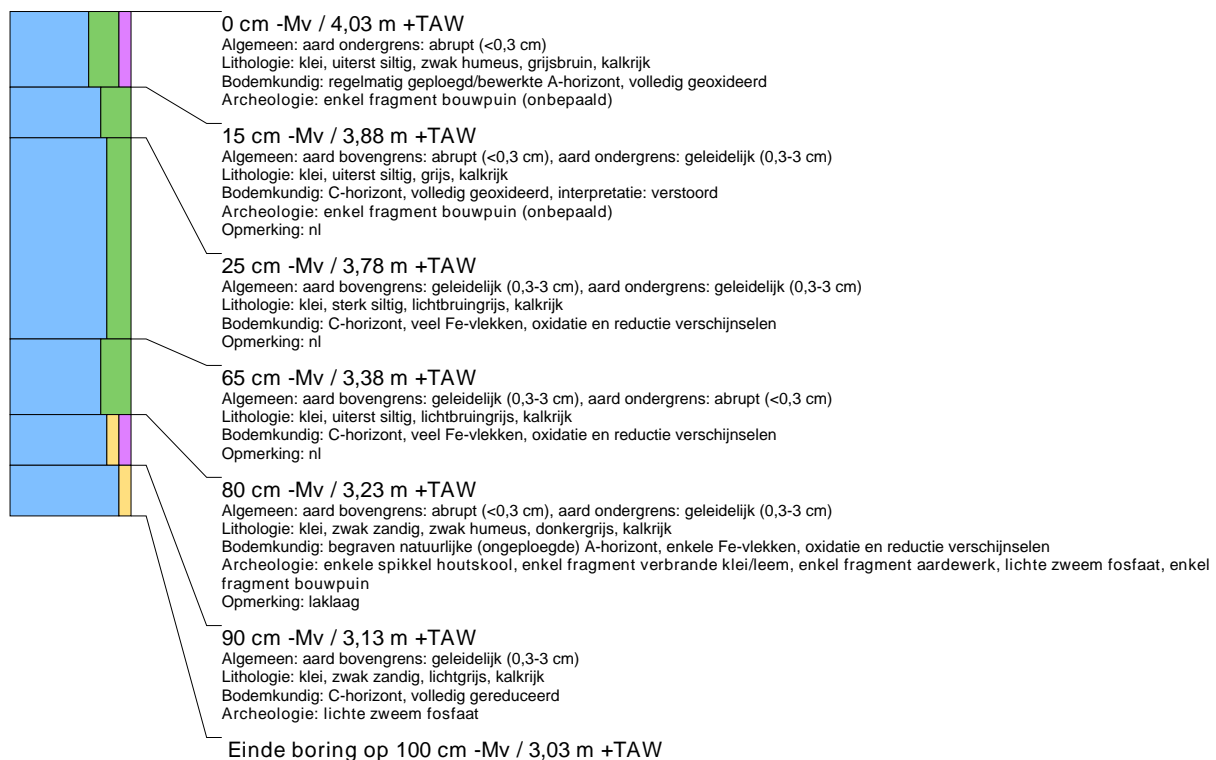 0 cm -Mv / 4,03 m +TAW
Algemeen: aard ondergrens: abrupt (<0,3 cm)
Lithologie: klei, uiterst siltig, zwak humeus, grijsbruin, kalkrijk
Bodemkundig: regelmatig geploegd/bewerkte A-horizont, volledig geoxideerd
Archeologie: enkel fragment bouwpuin (onbepaald)
15 cm -Mv / 3,88 m +TAW
Algemeen: aard bovengrens: abrupt (<0,3 cm), aard ondergrens: geleidelijk (0,3-3 cm)
Lithologie: klei, uiterst siltig, grijs, kalkrijk
Bodemkundig: C-horizont, volledig geoxideerd, interpretatie: verstoord
Archeologie: enkel fragment bouwpuin (onbepaald)
Opmerking: nl
25 cm -Mv / 3,78 m +TAW
Algemeen: aard bovengrens: geleidelijk (0,3-3 cm), aard ondergrens: geleidelijk (0,3-3 cm)
Lithologie: klei, sterk siltig, lichtbruingrijs, kalkrijk
Bodemkundig: C-horizont, veel Fe-vlekken, oxidatie en reductie verschijnselen
Opmerking: nl
65 cm -Mv / 3,38 m +TAW
Algemeen: aard bovengrens: geleidelijk (0,3-3 cm), aard ondergrens: abrupt (<0,3 cm)
Lithologie: klei, uiterst siltig, lichtbruingrijs, kalkrijk
Bodemkundig: C-horizont, veel Fe-vlekken, oxidatie en reductie verschijnselen
Opmerking: nl
80 cm -Mv / 3,23 m +TAW
Algemeen: aard bovengrens: abrupt (<0,3 cm), aard ondergrens: geleidelijk (0,3-3 cm)
Lithologie: klei, zwak zandig, zwak humeus, donkergrijs, kalkrijk
Bodemkundig: begraven natuurlijke (ongeploegde) A-horizont, enkele Fe-vlekken, oxidatie en reductie verschijnselen
Archeologie: enkele spikkel houtskool, enkel fragment verbrande klei/leem, enkel fragment aardewerk, lichte zweem fosfaat, enkel
fragment bouwpuin
Opmerking: laklaag
90 cm -Mv / 3,13 m +TAW
Algemeen: aard bovengrens: geleidelijk (0,3-3 cm)
Lithologie: klei, zwak zandig, lichtgrijs, kalkrijk
Bodemkundig: C-horizont, volledig gereduceerd
Archeologie: lichte zweem fosfaat
Einde boring op 100 cm -Mv / 3,03 m +TAW